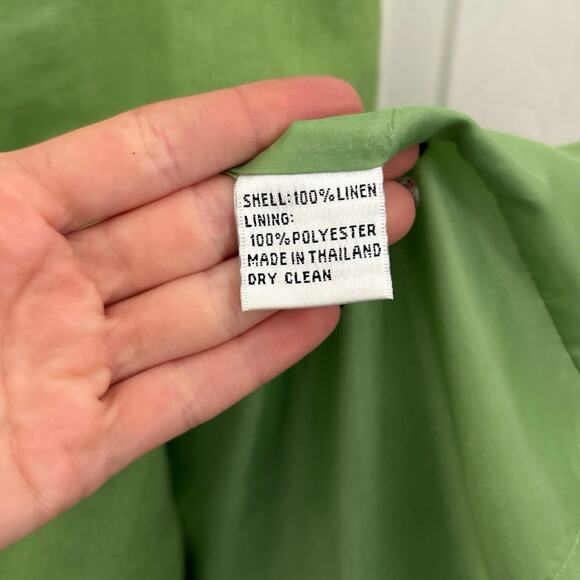 SHELL:100%LINEN
LINING:
100%POLYESTER
MADE IN THAILAND
DRY CLEAN